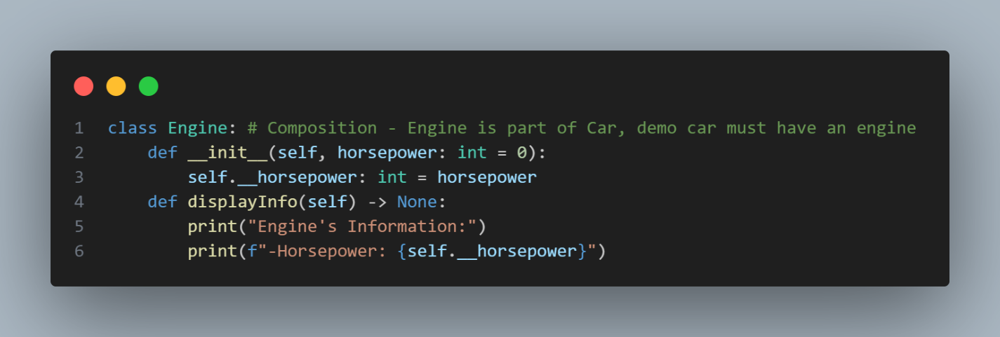 1 class Engine: # Composition - Engine is part of Car, demo car must have an engine
2     def __init__(self, horsepower: int = 0):
3         self.__horsepower: int = horsepower
4     def displayInfo(self) -> None:
5         print("Engine's Information:")
6         print(f"-Horsepower: {self.__horsepower}")